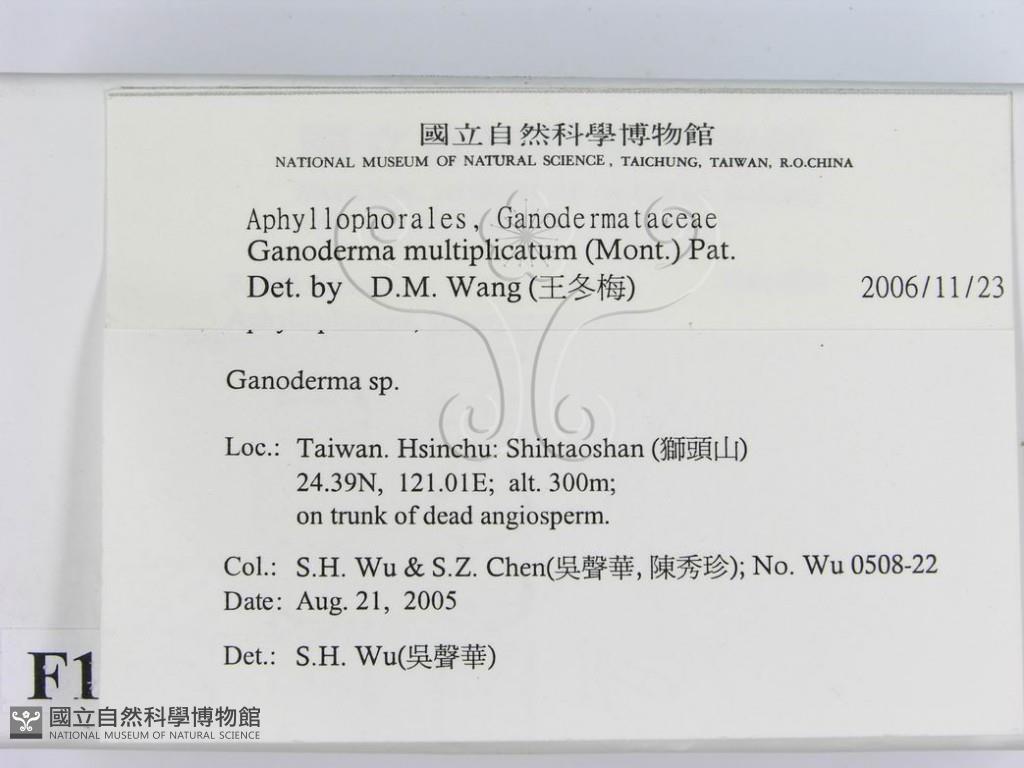 國立自然科學博物館
NATIONAL MUSEUM OF NATURAL SCIENCE, TAICHUNG, TAIWAN, R.O.CHINA
Aphyllophorales, Ganodermataceae
Ganoderma multiplicatum (Mont.) Pat.
Det. by D.M. Wang (王冬梅) 2006/11/23
Ganoderma sp.
Loc.: Taiwan. Hsinchu: Shihtaoshan (獅頭山)
24.39N, 121.01E; alt. 300m;
on trunk of dead angiosperm.
Col.: S.H. Wu & S.Z. Chen(吳聲華, 陳秀珍); No. Wu 0508-22
Date: Aug. 21, 2005
Det.: S.H. Wu(吳聲華)
F1
國立自然科學博物館
NATIONAL MUSEUM OF NATURAL SCIENCE